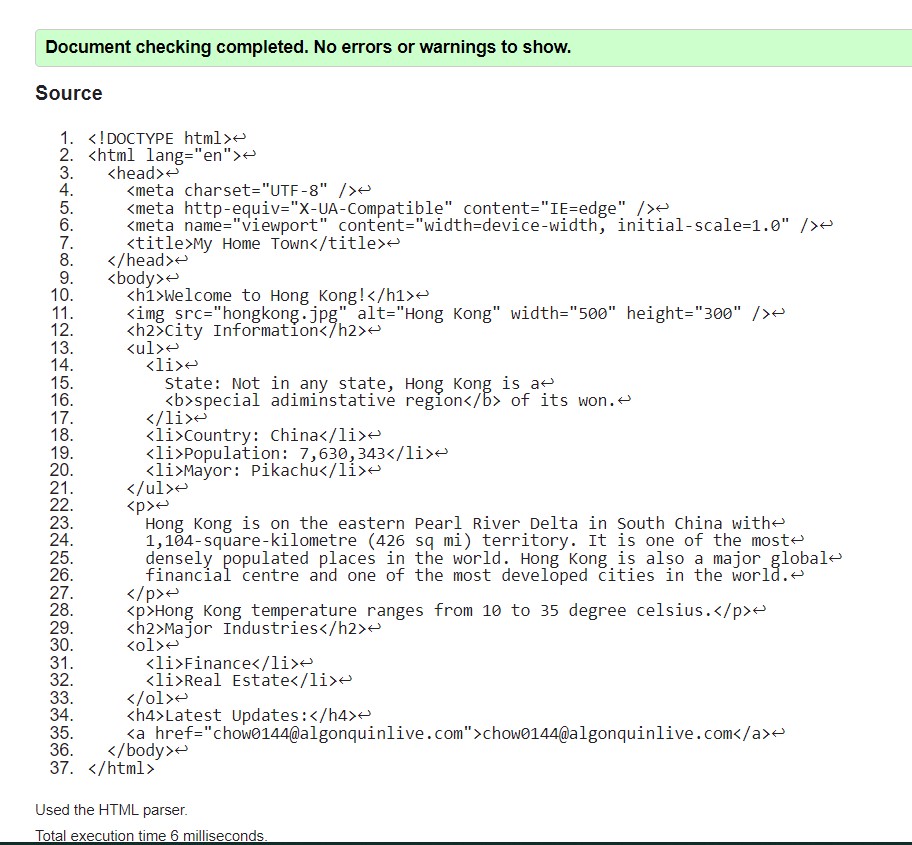 Document checking completed. No errors or warnings to show.
Source
1. <!DOCTYPE html>↩
2. <html lang="en">↩
3.   <head>↩
4.     <meta charset="UTF-8" />↩
5.     <meta http-equiv="X-UA-Compatible" content="IE=edge" />↩
6.     <meta name="viewport" content="width=device-width, initial-scale=1.0" />↩
7.     <title>My Home Town</title>↩
8.   </head>↩
9.   <body>↩
10.     <h1>Welcome to Hong Kong!</h1>↩
11.     <img src="hongkong.jpg" alt="Hong Kong" width="500" height="300" />↩
12.     <h2>City Information</h2>↩
13.     <ul>↩
14.       <li>↩
15.         State: Not in any state, Hong Kong is a↩
16.         <b>special adiminstative region</b> of its won.↩
17.       </li>↩
18.       <li>Country: China</li>↩
19.       <li>Population: 7,630,343</li>↩
20.       <li>Mayor: Pikachu</li>↩
21.     </ul>↩
22.     <p>↩
23.       Hong Kong is on the eastern Pearl River Delta in South China with↩
24.       1,104-square-kilometre (426 sq mi) territory. It is one of the most↩
25.       densely populated places in the world. Hong Kong is also a major global↩
26.       financial centre and one of the most developed cities in the world.↩
27.     </p>↩
28.     <p>Hong Kong temperature ranges from 10 to 35 degree celsius.</p>↩
29.     <h2>Major Industries</h2>↩
30.     <ol>↩
31.       <li>Finance</li>↩
32.       <li>Real Estate</li>↩
33.     </ol>↩
34.     <h4>Latest Updates:</h4>↩
35.     <a href="chow0144@algonquinlive.com">chow0144@algonquinlive.com</a>↩
36.   </body>↩
37. </html>
Used the HTML parser.
Total execution time 6 milliseconds.